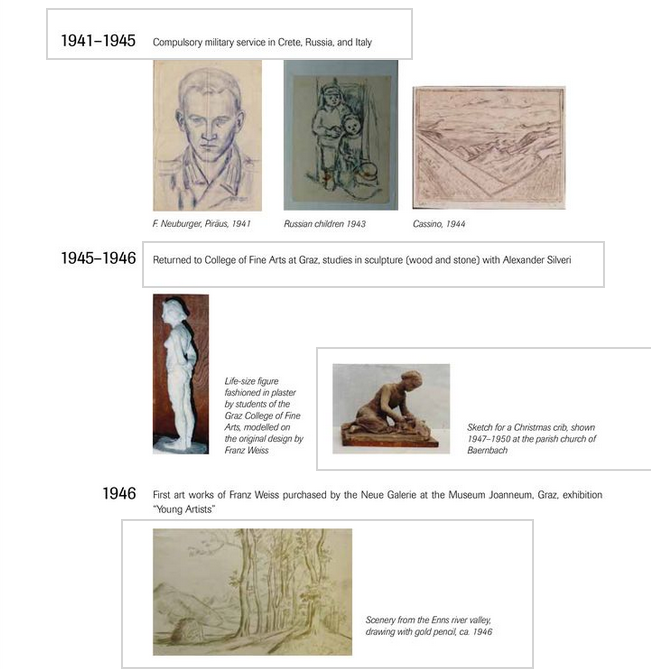 1941–1945 Compulsory military service in Crete, Russia, and Italy
F. Neuburger, Piräus, 1941
Russian children 1943
Cassino, 1944
1945–1946 Returned to College of Fine Arts at Graz, studies in sculpture (wood and stone) with Alexander Silveri
Life-size figure
fashioned in plaster
by students of the
Graz College of Fine
Arts, modelled on
the original design by
Franz Weiss
Sketch for a Christmas crib, shown
1947–1950 at the parish church of
Baernbach
1946 First art works of Franz Weiss purchased by the Neue Galerie at the Museum Joanneum, Graz, exhibition
“Young Artists”
Scenery from the Enns river valley,
drawing with gold pencil, ca. 1946